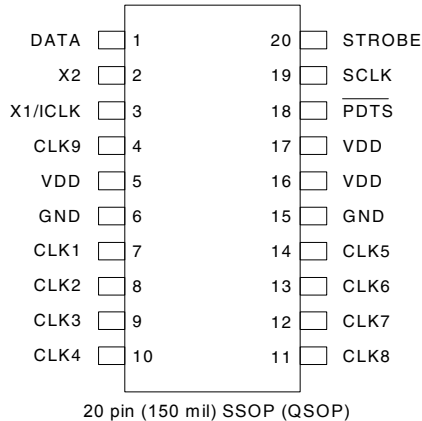 DATA 1 20 STROBE
X2 2 19 SCLK
X1/ICLK 3 18 PDTS
CLK9 4 17 VDD
VDD 5 16 VDD
GND 6 15 GND
CLK1 7 14 CLK5
CLK2 8 13 CLK6
CLK3 9 12 CLK7
CLK4 10 11 CLK8
20 pin (150 mil) SSOP (QSOP)